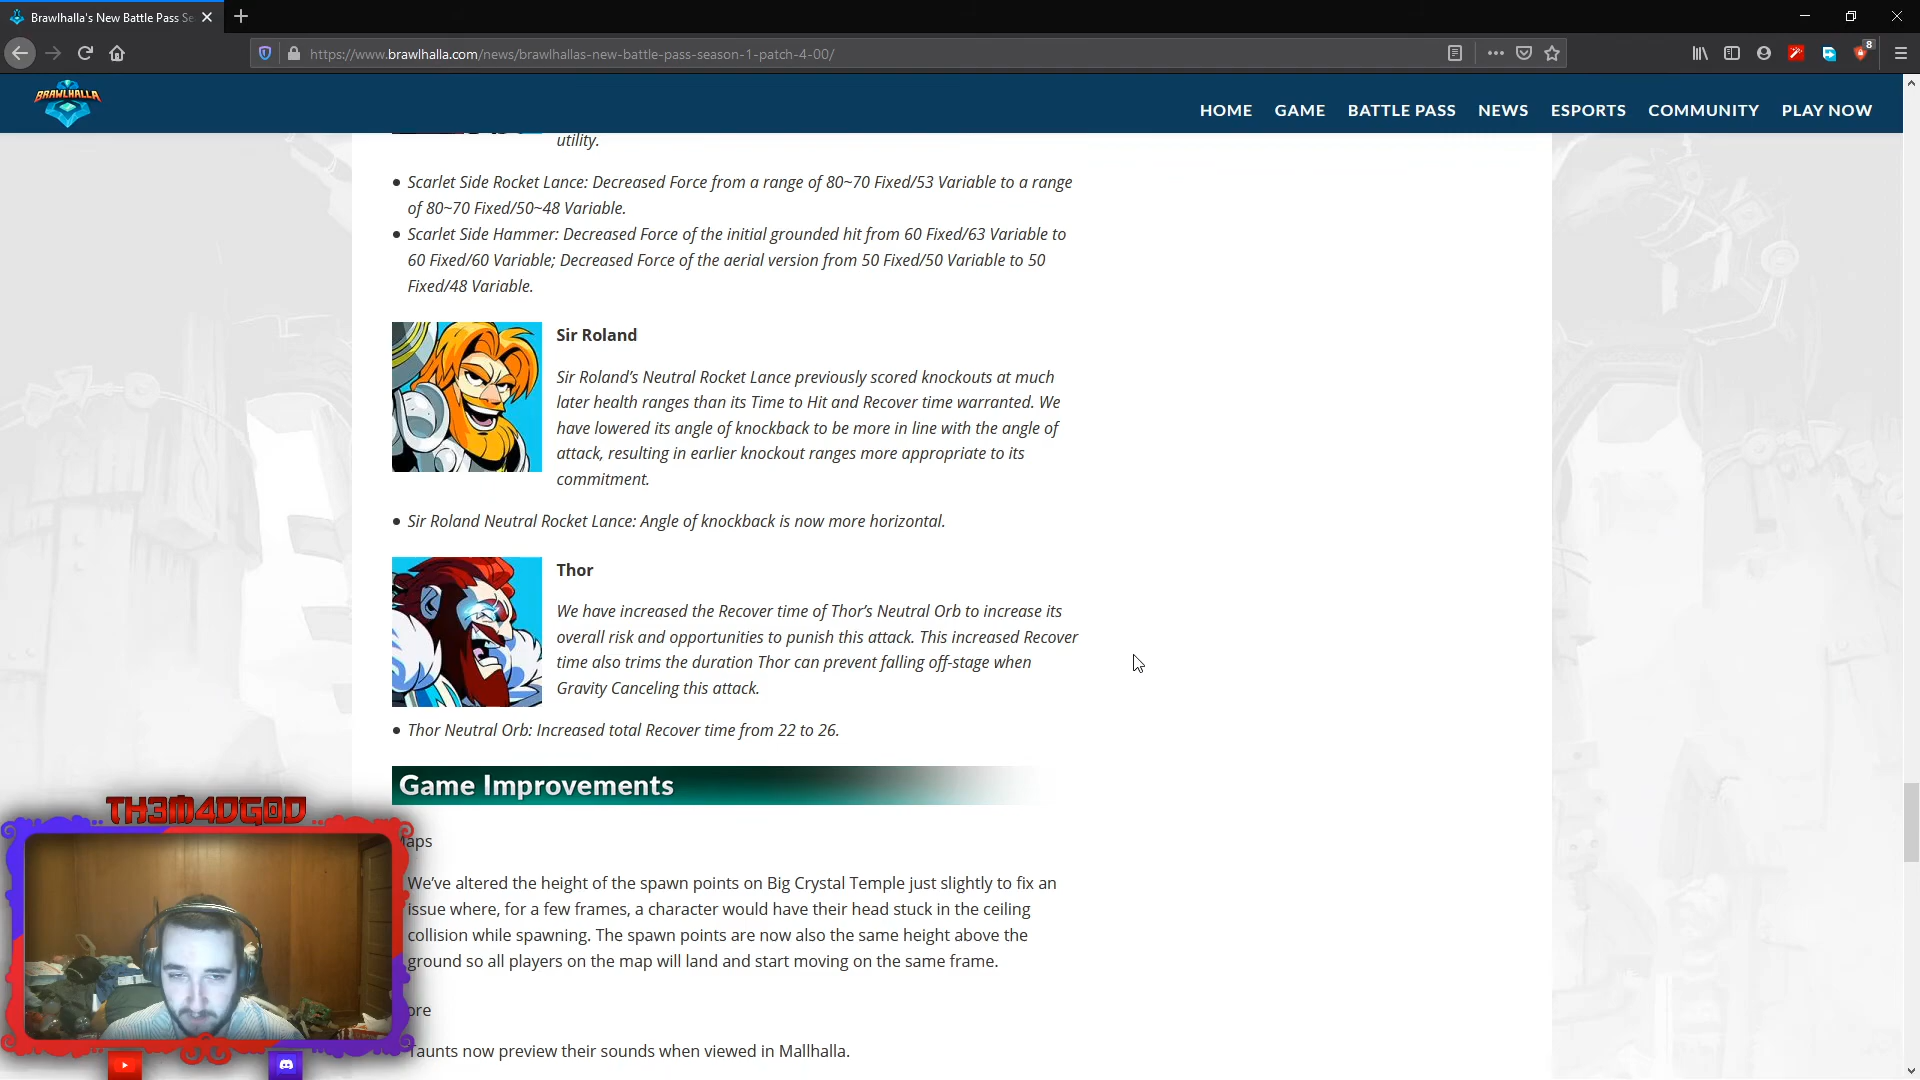 Brawlhalla's New Battle Pass Se
https://www.brawlhalla.com/news/brawlhallas-new-battle-pass-season-1-patch-4-00/
8
BRAWLHALLA
HOME GAME BATTLE PASS NEWS ESPORTS COMMUNITY PLAY NOW
utility.
• Scarlet Side Rocket Lance: Decreased Force from a range of 80~70 Fixed/53 Variable to a range
of 80~70 Fixed/50~48 Variable.
• Scarlet Side Hammer: Decreased Force of the initial grounded hit from 60 Fixed/63 Variable to
60 Fixed/60 Variable; Decreased Force of the aerial version from 50 Fixed/50 Variable to 50
Fixed/48 Variable.
Sir Roland
Sir Roland’s Neutral Rocket Lance previously scored knockouts at much
later health ranges than its Time to Hit and Recover time warranted. We
have lowered its angle of knockback to be more in line with the angle of
attack, resulting in earlier knockout ranges more appropriate to its
commitment.
• Sir Roland Neutral Rocket Lance: Angle of knockback is now more horizontal.
Thor
We have increased the Recover time of Thor’s Neutral Orb to increase its
overall risk and opportunities to punish this attack. This increased Recover
time also trims the duration Thor can prevent falling off-stage when
Gravity Canceling this attack.
• Thor Neutral Orb: Increased total Recover time from 22 to 26.
Game Improvements
TH3M4DG0D
aps
We’ve altered the height of the spawn points on Big Crystal Temple just slightly to fix an
issue where, for a few frames, a character would have their head stuck in the ceiling
collision while spawning. The spawn points are now also the same height above the
ground so all players on the map will land and start moving on the same frame.
ore
Taunts now preview their sounds when viewed in Mallhalla.